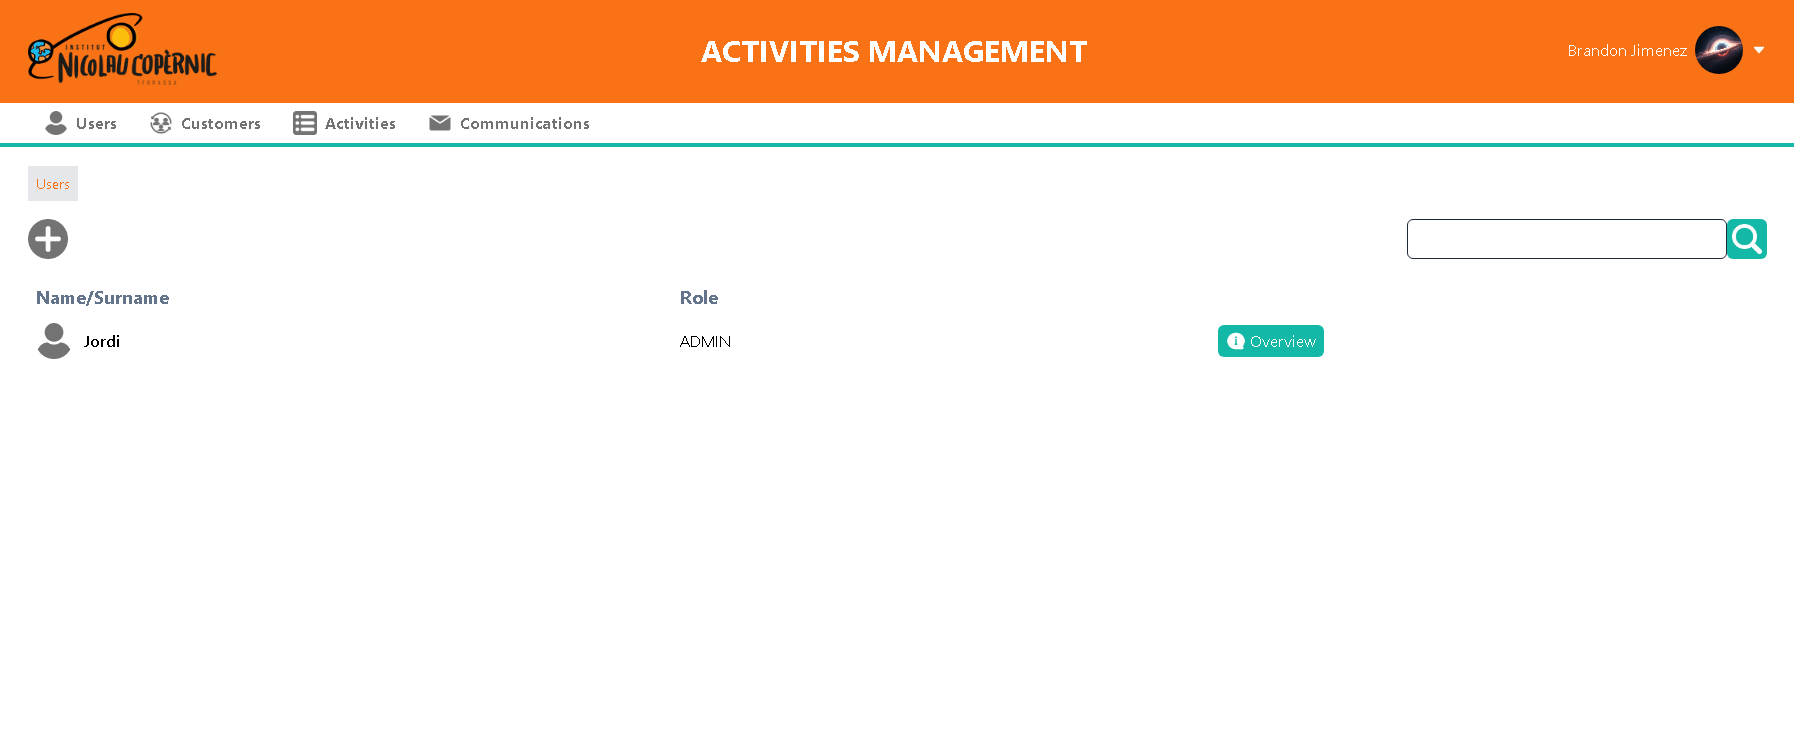 INSTITUT
NICOLAU COPÈRNIC
TERRASSA
ACTIVITIES MANAGEMENT
Brandon Jimenez
Users
Customers
Activities
Communications
Users
Name/Surname
Role
Jordi
ADMIN
Overview